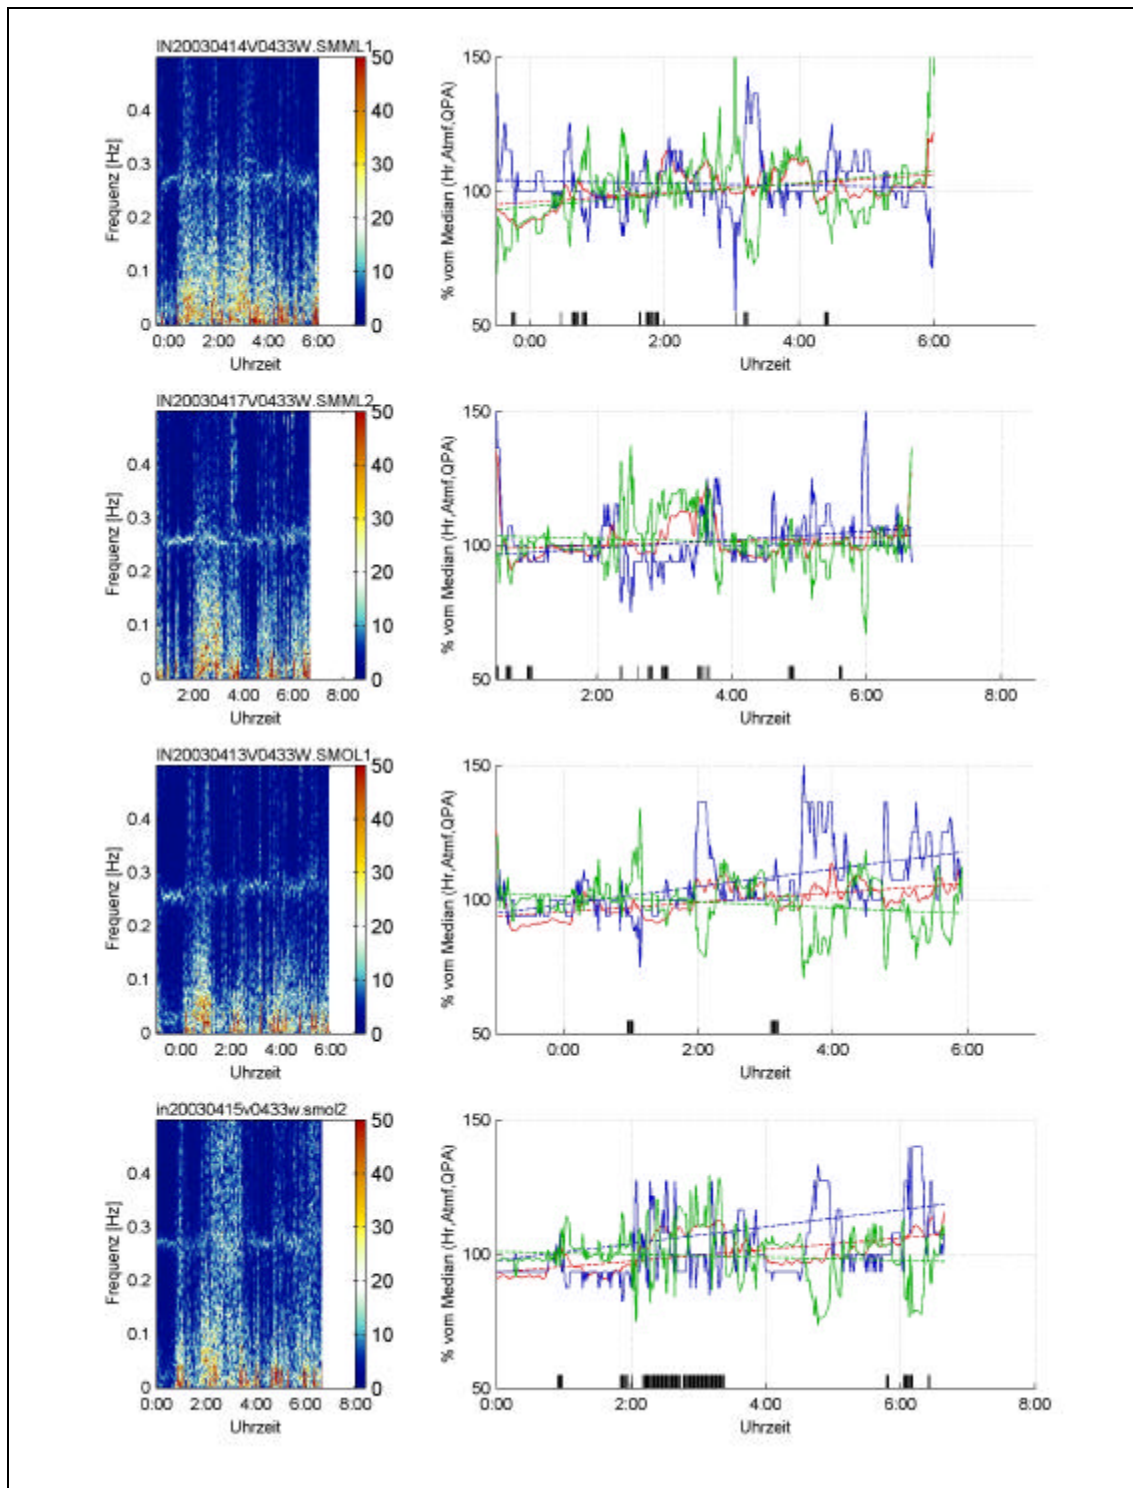 IN20030414V0433W.SMML1
50
40
30
20
10
0
0.4
0.3
0.2
0.1
0
Frequenz [Hz]
0:00 2:00 4:00 6:00
Uhrzeit
150
100
50
% vom Median (Hr,Atmf,QPA)
0:00 2:00 4:00 6:00
Uhrzeit
IN20030417V0433W.SMML2
50
40
30
20
10
0
0.4
0.3
0.2
0.1
0
Frequenz [Hz]
2:00 4:00 6:00 8:00
Uhrzeit
150
100
50
% vom Median (Hr,Atmf,QPA)
2:00 4:00 6:00 8:00
Uhrzeit
IN20030413V0433W.SMOL1
50
40
30
20
10
0
0.4
0.3
0.2
0.1
0
Frequenz [Hz]
0:00 2:00 4:00 6:00
Uhrzeit
150
100
50
% vom Median (Hr,Atmf,QPA)
0:00 2:00 4:00 6:00
Uhrzeit
in20030415v0433w.smol2
50
40
30
20
10
0
0.4
0.3
0.2
0.1
0
Frequenz [Hz]
0:00 2:00 4:00 6:00 8:00
Uhrzeit
150
100
50
% vom Median (Hr,Atmf,QPA)
0:00 2:00 4:00 6:00 8:00
Uhrzeit